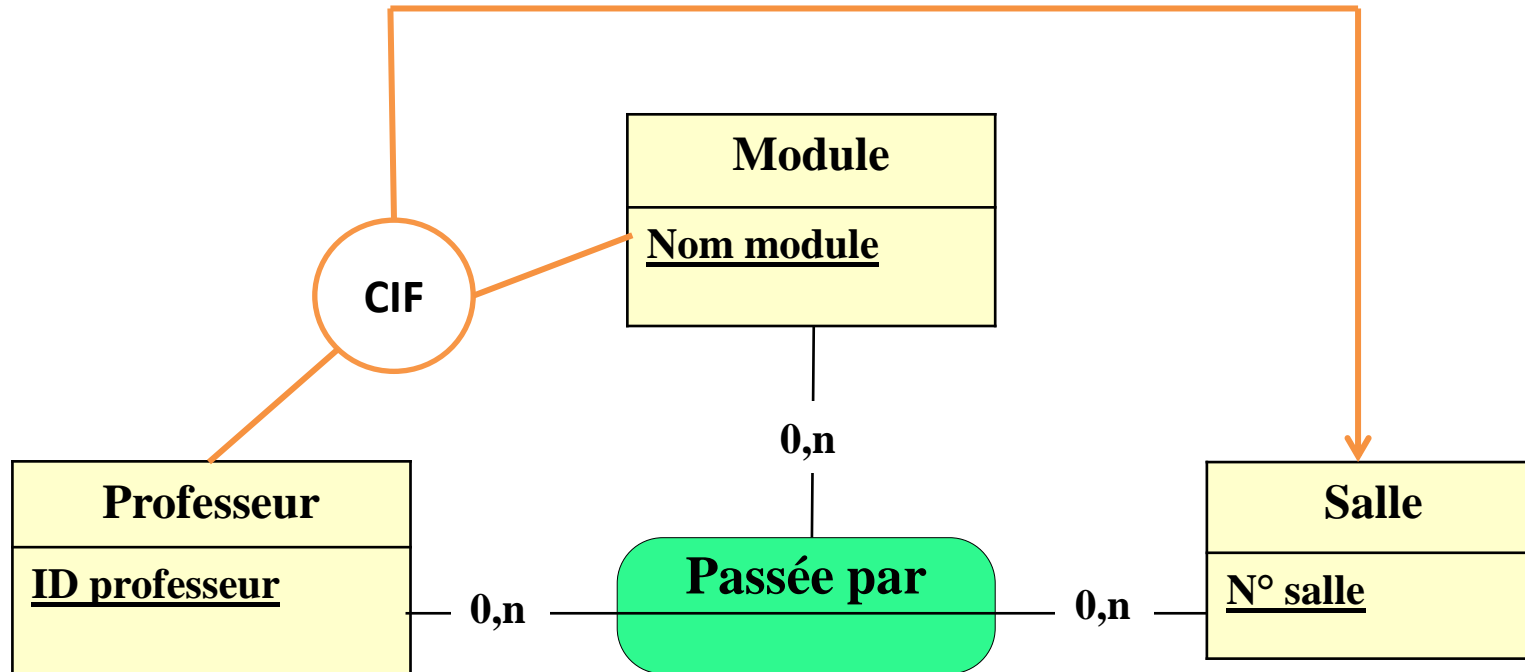 Module
Nom module
CIF
0,n
Professeur
ID professeur
0,n
Passée par
0,n
Salle
N° salle